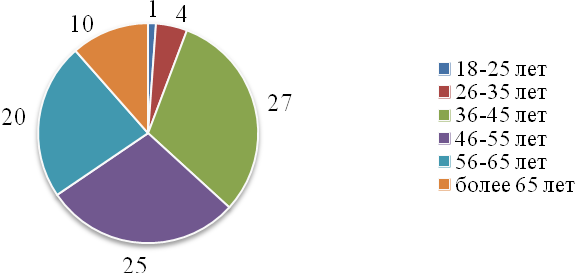 1
4
10
27
20
25
18-25 лет
26-35 лет
36-45 лет
46-55 лет
56-65 лет
более 65 лет